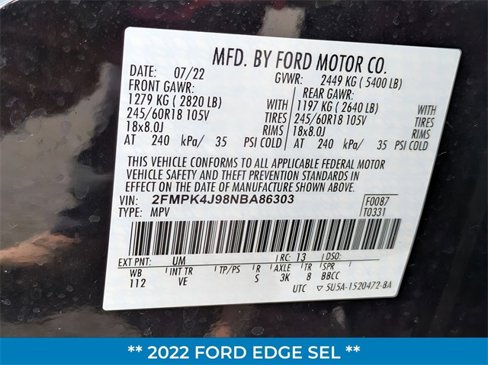 MFD. BY FORD MOTOR CO.
DATE: 07/22 GVWR: 2449 KG ( 5400 LB)
FRONT GAWR: REAR GAWR:
1279 KG ( 2820 LB) 1197 KG ( 2640 LB)
245/60R18 105V TIRES 245/60R18 105V TIRES
18x8.0J RIMS 18x8.0J RIMS
AT 240 kPa/ 35 PSI COLD AT 240 kPa/ 35 PSI COLD
THIS VEHICLE CONFORMS TO ALL APPLICABLE FEDERAL MOTOR
VEHICLE SAFETY AND THEFT PREVENTION STANDARDS IN EFFECT
ON THE DATE OF MANUFACTURE SHOWN ABOVE.
VIN: 2FMPK4J98NBA86303 F0087
TYPE: MPV T0331
EXT PNT: UM RC: 13 DSO:
WB INT TR TP/PS R AXLE TR SPR
112 VE S 3K 8 BBCC
UTC 5U5A-1520472-BA
** 2022 FORD EDGE SEL **